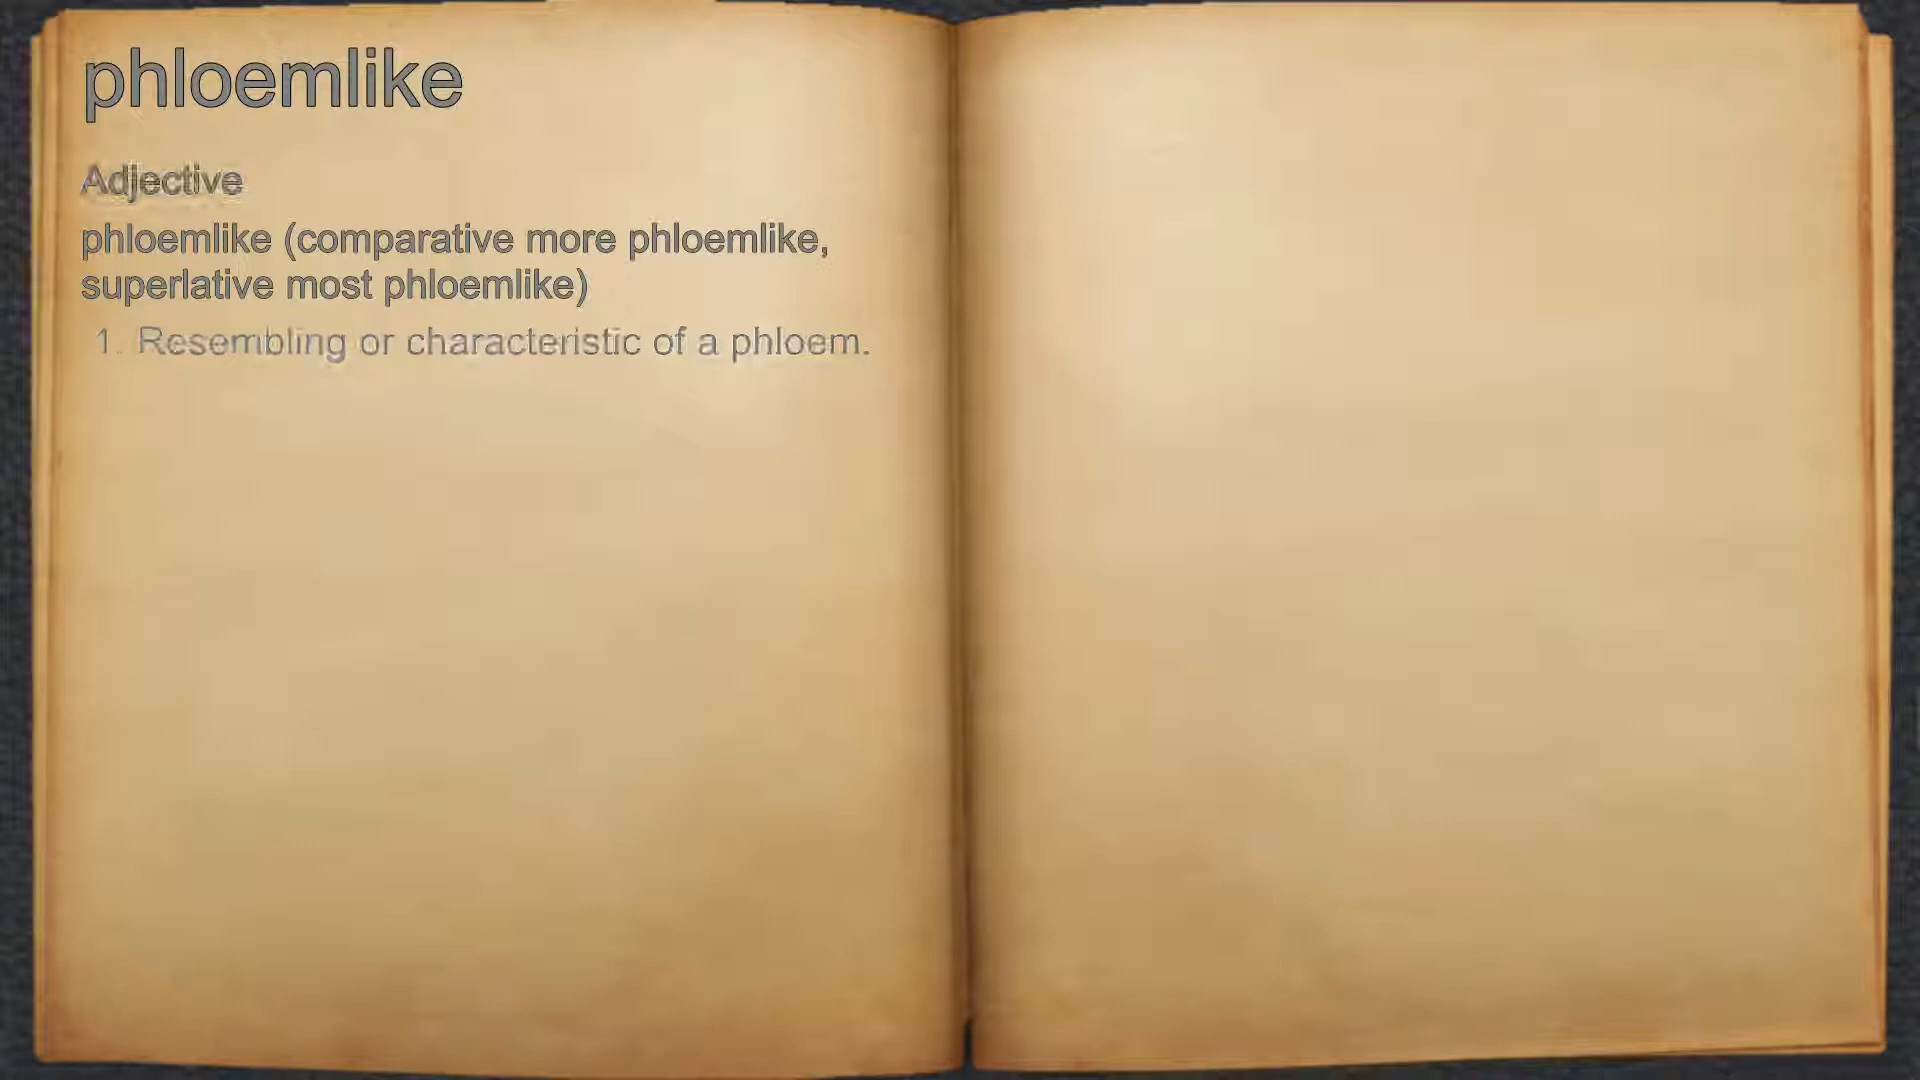 phloemlike
Adjective
phloemlike (comparative more phloemlike,
superlative most phloemlike)
1. Resembling or characteristic of a phloem.